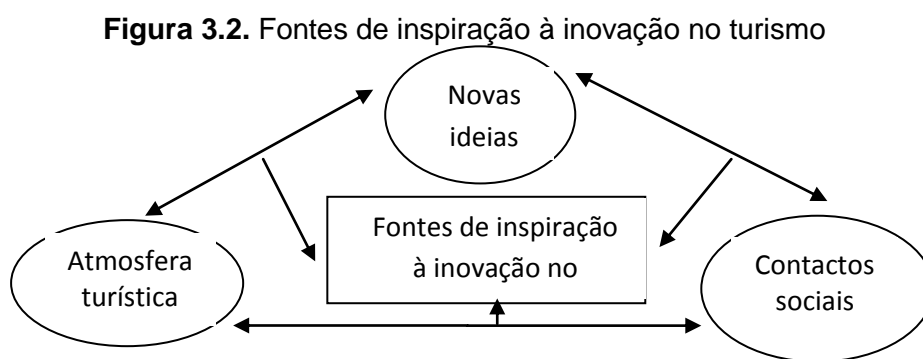 Figura 3.2. Fontes de inspiração à inovação no turismo
Novas
ideias
Fontes de inspiração
à inovação no
Atmosfera
turística
Contactos
sociais